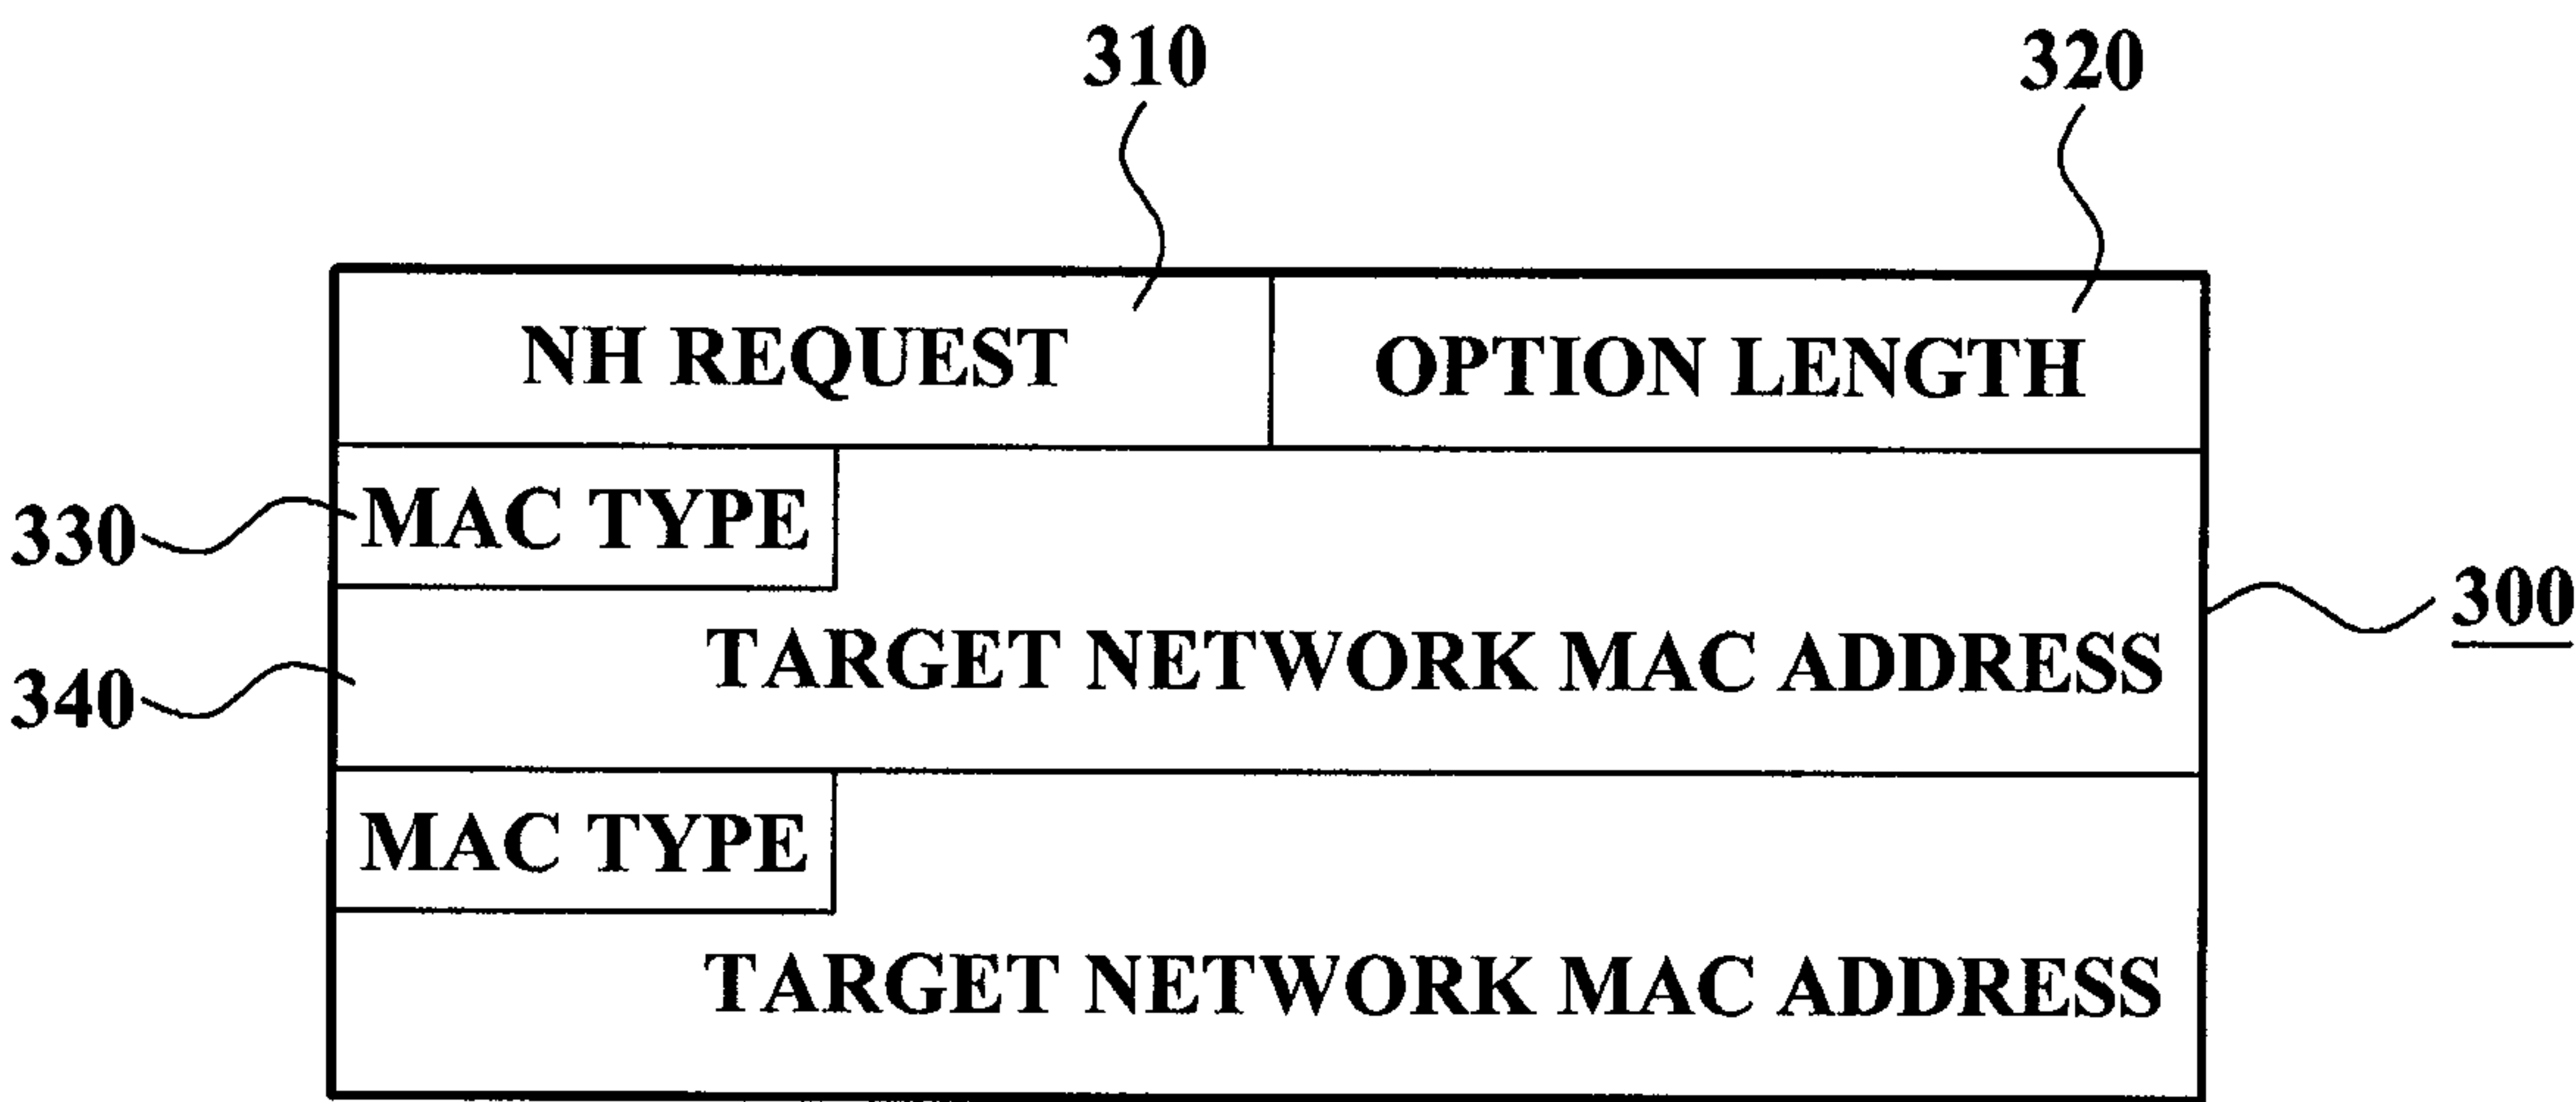 310 320
NH REQUEST OPTION LENGTH
330 MAC TYPE
300
340 TARGET NETWORK MAC ADDRESS
MAC TYPE
TARGET NETWORK MAC ADDRESS